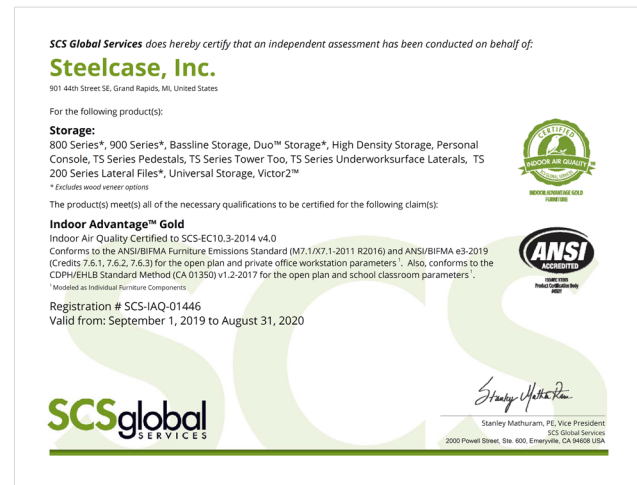 SCS Global Services does hereby certify that an independent assessment has been conducted on behalf of:
Steelcase, Inc.
901 44th Street SE, Grand Rapids, MI, United States
For the following product(s):
Storage:
800 Series*, 900 Series*, Bassline Storage, Duo™ Storage*, High Density Storage, Personal
Console, TS Series Pedestals, TS Series Tower Too, TS Series Underworksurface Laterals, TS
200 Series Lateral Files*, Universal Storage, Victor2™
* Excludes wood veneer options
The product(s) meet(s) all of the necessary qualifications to be certified for the following claim(s):
CERTIFIED
INDOOR AIR QUALITY
SCS GLOBAL SERVICES
INDOOR ADVANTAGE GOLD
FURNITURE
Indoor Advantage™ Gold
Indoor Air Quality Certified to SCS-EC10.3-2014 v4.0
Conforms to the ANSI/BIFMA Furniture Emissions Standard (M7.1/X7.1-2011 R2016) and ANSI/BIFMA e3-2019
(Credits 7.6.1, 7.6.2, 7.6.3) for the open plan and private office workstation parameters¹. Also, conforms to the
CDPH/EHLB Standard Method (CA 01350) v1.2-2017 for the open plan and school classroom parameters¹.
¹ Modeled as Individual Furniture Components
ANSI
ACCREDITED
Product Certification Body
Registration # SCS-IAQ-01446
Valid from: September 1, 2019 to August 31, 2020
SCS
SCSglobal
SERVICES
Stanley Mathuram, PE, Vice President
SCS Global Services
2000 Powell Street, Ste. 600, Emeryville, CA 94608 USA